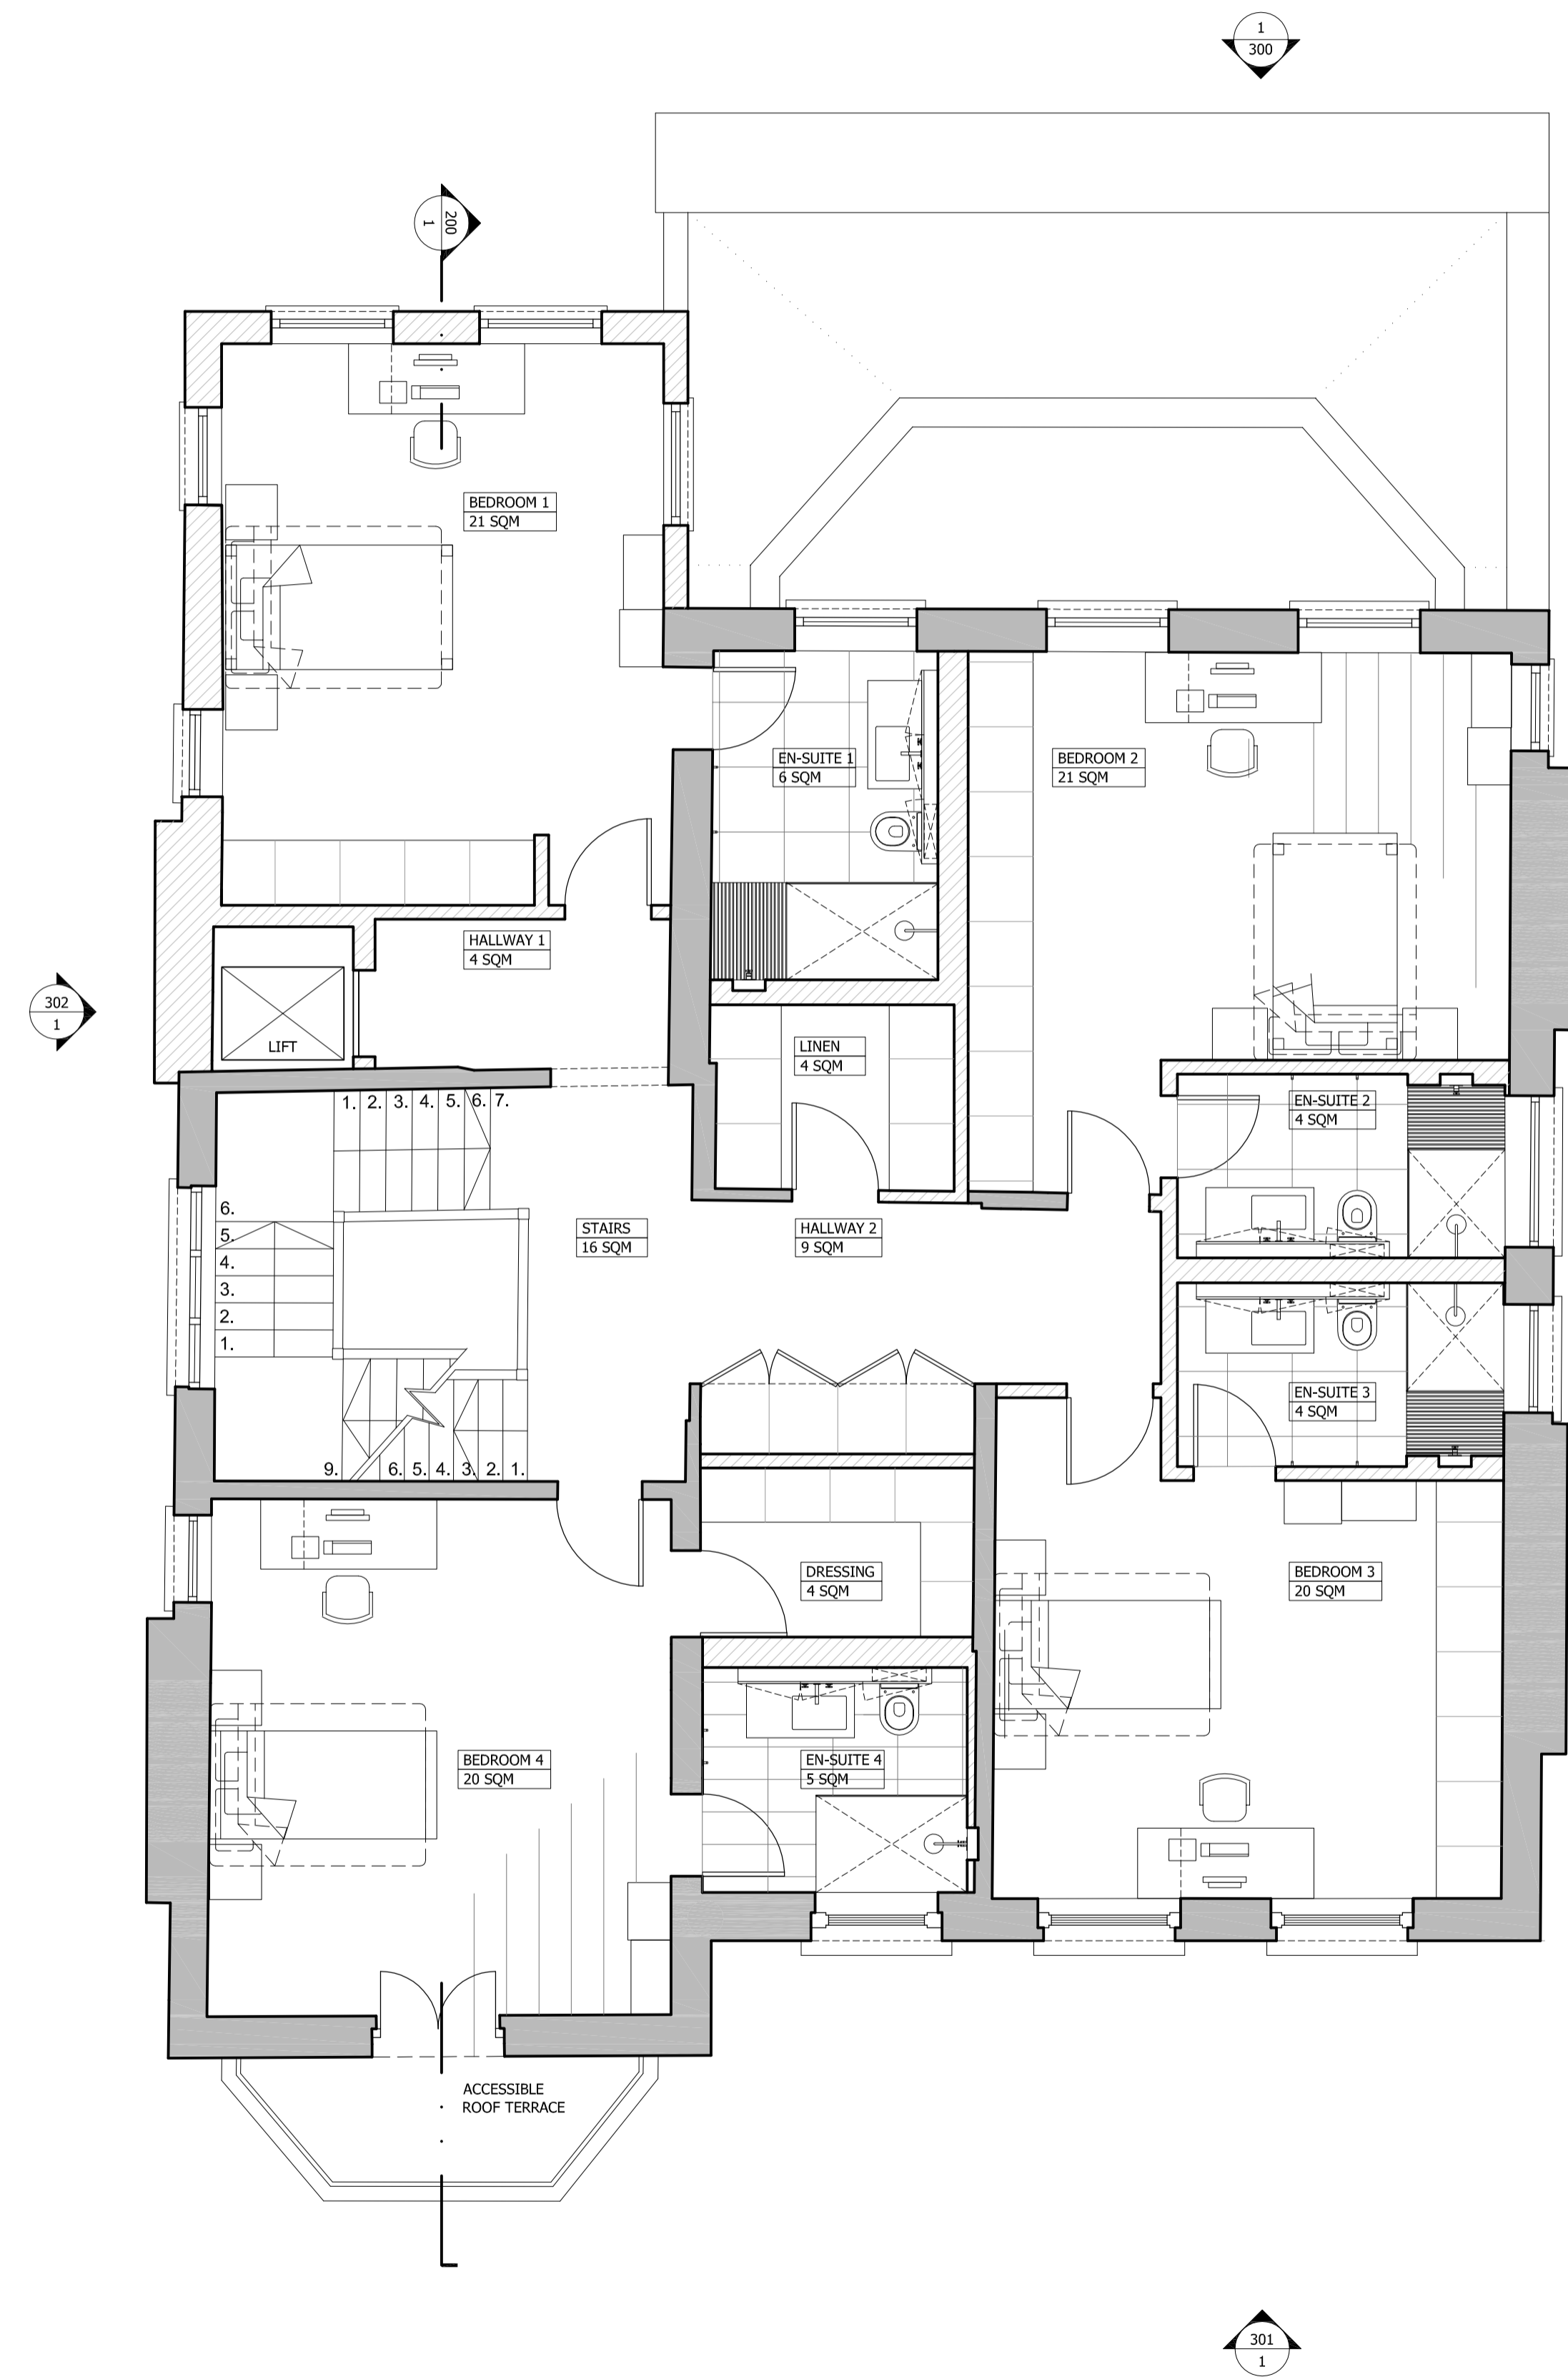 1
300
200
1
BEDROOM 1
21 SQM
EN-SUITE 1
6 SQM
BEDROOM 2
21 SQM
HALLWAY 1
4 SQM
302
1
LIFT
LINEN
4 SQM
EN-SUITE 2
4 SQM
1. 2. 3. 4. 5. 6. 7.
6.
5.
4.
3.
2.
1.
STAIRS
16 SQM
HALLWAY 2
9 SQM
EN-SUITE 3
4 SQM
9. 6. 5. 4. 3. 2. 1.
DRESSING
4 SQM
BEDROOM 3
20 SQM
BEDROOM 4
20 SQM
EN-SUITE 4
5 SQM
ACCESSIBLE
ROOF TERRACE
301
1